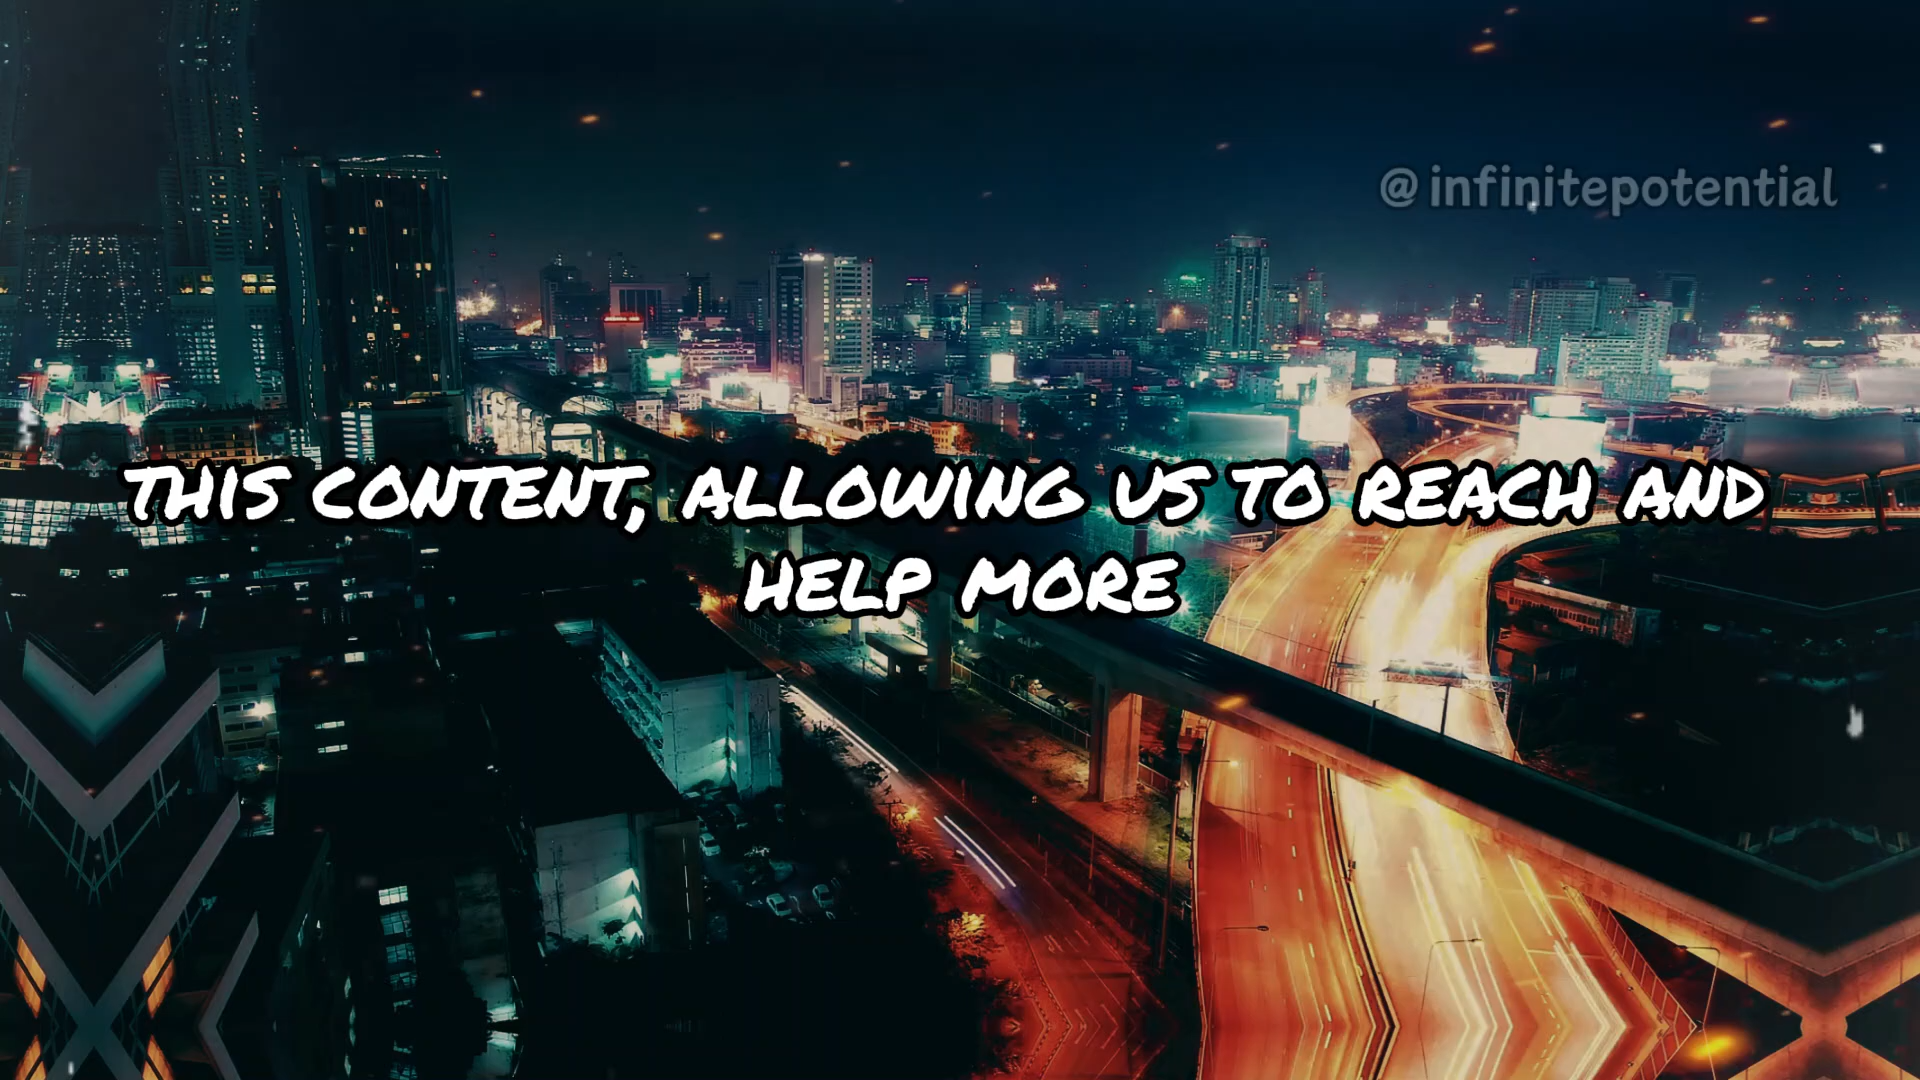 @infinitepotential
THIS CONTENT, ALLOWING US TO REACH AND
HELP MORE